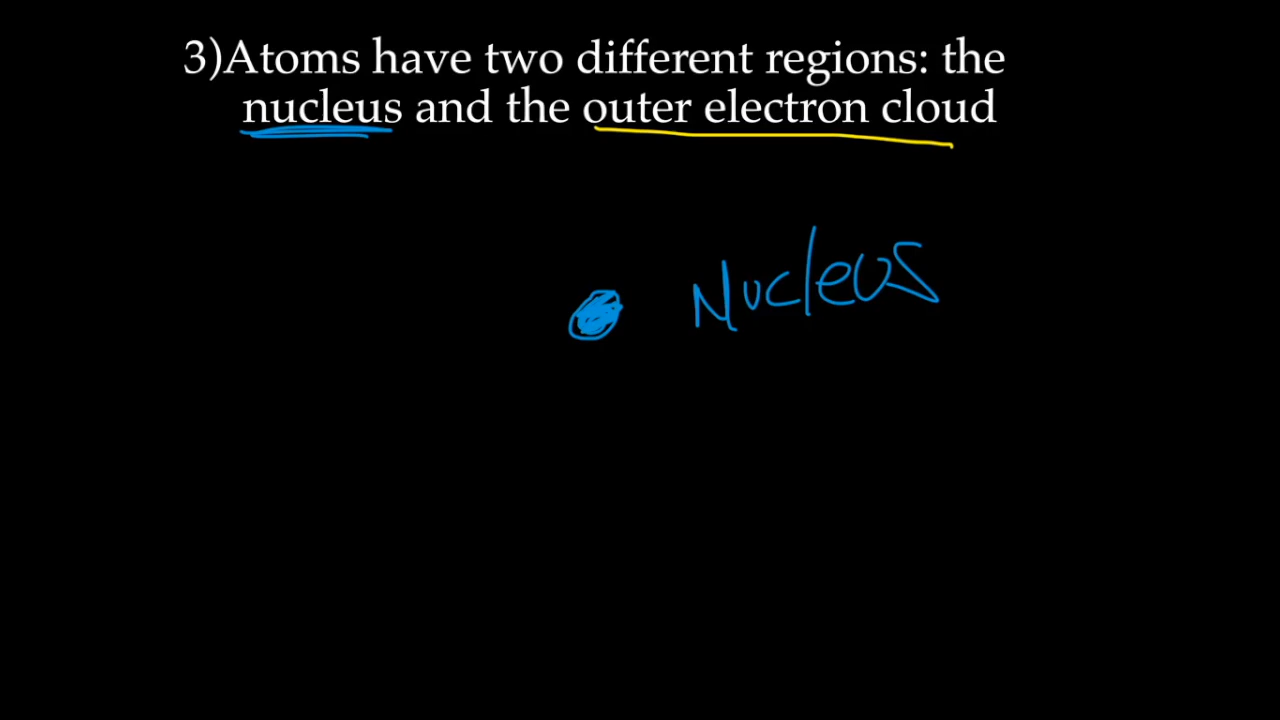 3)Atoms have two different regions: the
nucleus and the outer electron cloud
Nucleus